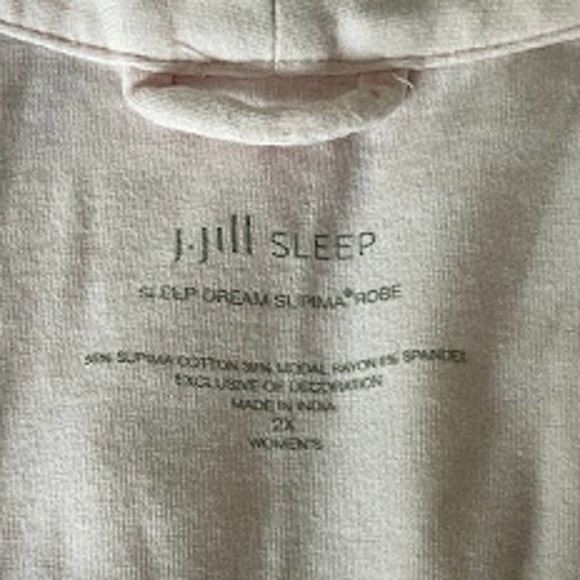 J.Jill SLEEP
SLEEP DREAM SUPIMA® ROBE
SUPIMA COTTON MODAL RAYON 6% SPANDEX
EXCLUSIVE OF DECORATION
MADE IN INDIA
2X
WOMEN'S